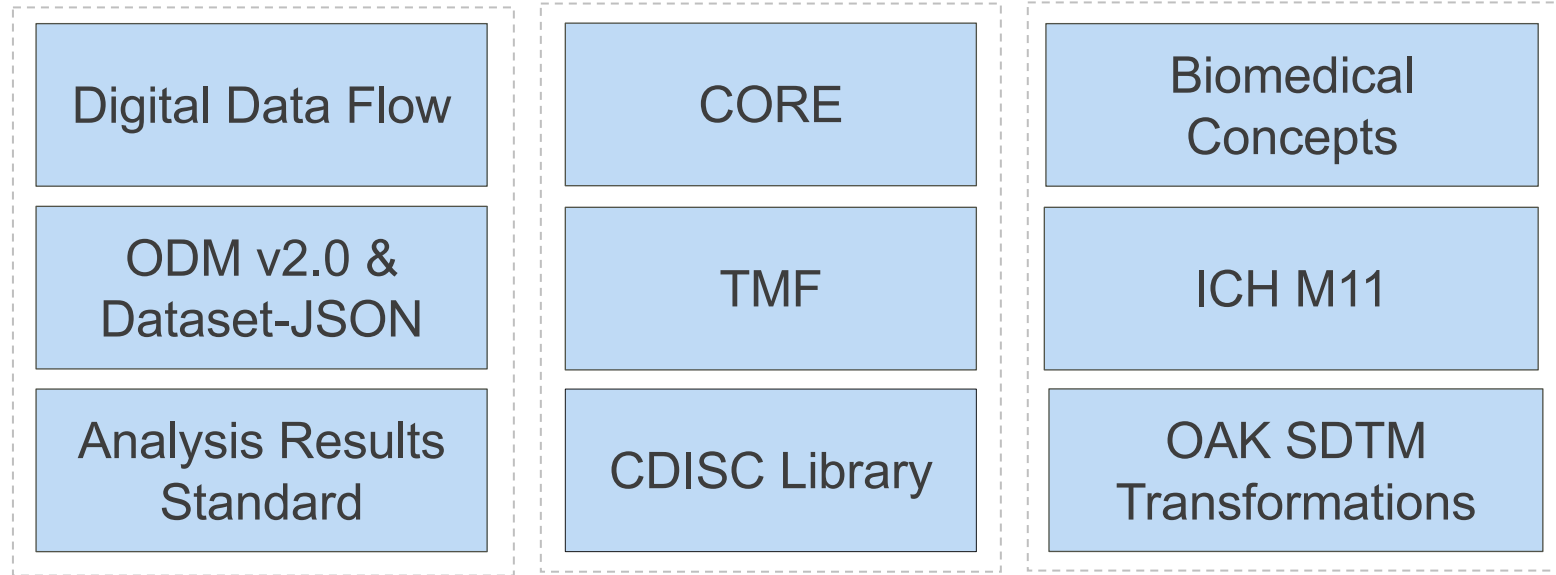 Digital Data Flow
ODM v2.0 &
Dataset-JSON
Analysis Results
Standard
CORE
TMF
CDISC Library
Biomedical
Concepts
ICH M11
OAK SDTM
Transformations